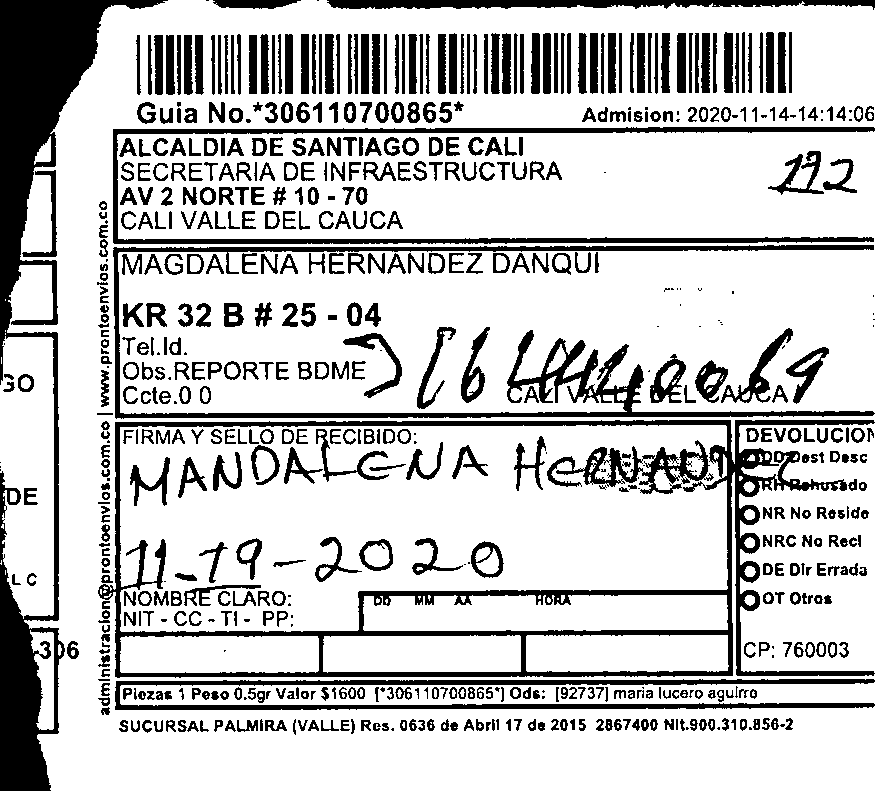 Guia No.*306110700865*
Admision: 2020-11-14-14:14:06
ALCALDIA DE SANTIAGO DE CALI
SECRETARIA DE INFRAESTRUCTURA
AV 2 NORTE # 10 - 70
CALI VALLE DEL CAUCA
192
MAGDALENA HERNANDEZ DANQUI
KR 32 B # 25 - 04
Tel.Id.
Obs.REPORTE BDME
Ccte.0 0
CALI VALLE DEL CAUCA
FIRMA Y SELLO DE RECIBIDO:
MANDALENA HERNANDEZ
11-19-2020
NOMBRE CLARO:
NIT - CC - TI - PP:
DD MM AA HORA
DEVOLUCION
DD Dest Desc
RH Rehusado
NR No Reside
NRC No Recl
DE Dir Errada
OT Otros
CP: 760003
Piezas 1 Peso 0.5gr Valor $1600 [*306110700865*] Ods: [92737] maria lucero aguirre
SUCURSAL PALMIRA (VALLE) Res. 0636 de Abril 17 de 2015 2867400 Nit.900.310.856-2
www.prontoenvios.com.co
administracion@prontoenvios.com.co
GO
DE
L C
-306